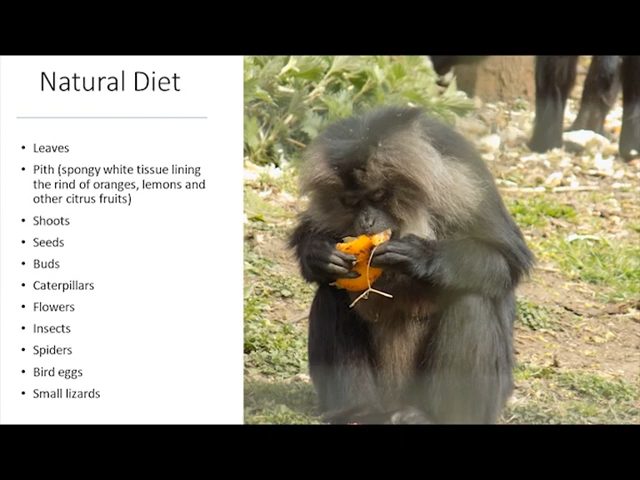 Natural Diet
• Leaves
• Pith (spongy white tissue lining
the rind of oranges, lemons and
other citrus fruits)
• Shoots
• Seeds
• Buds
• Caterpillars
• Flowers
• Insects
• Spiders
• Bird eggs
• Small lizards